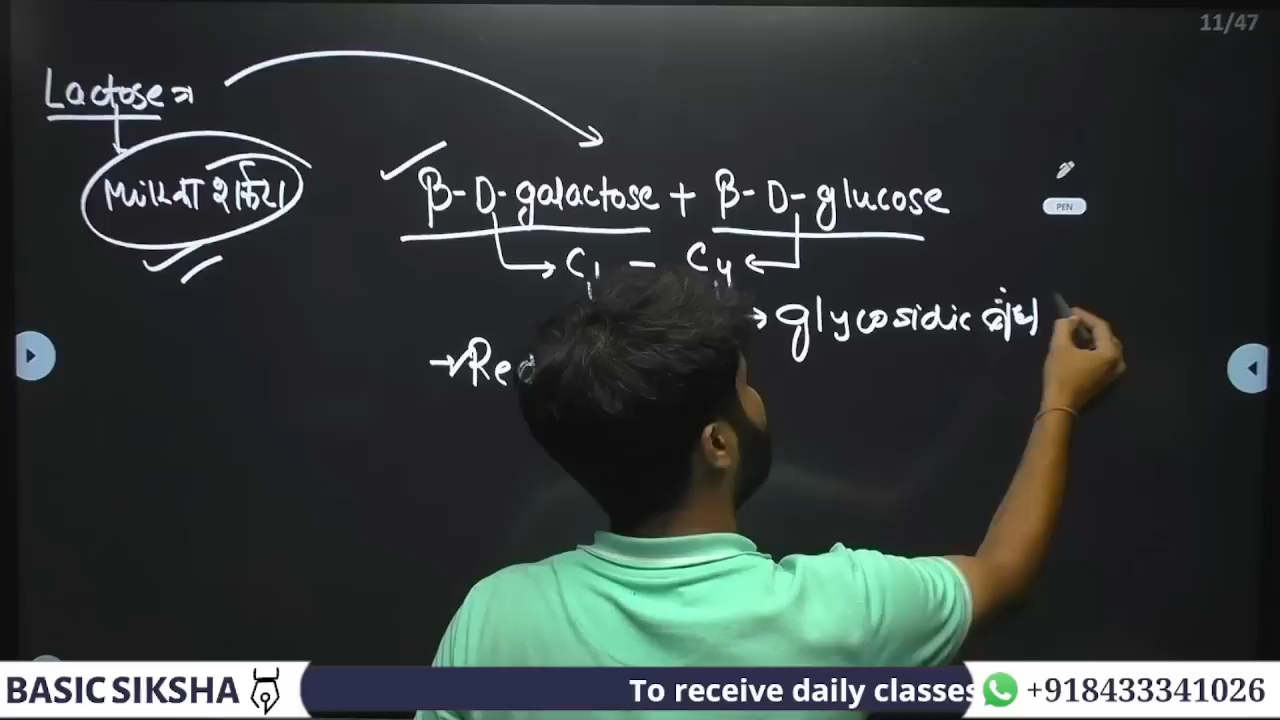 11/47
Lactose ⇒
Milk का शर्करा
β-D-galactose + β-D-glucose
C1 - C4
PEN
→ glycosidic बंध
→ Re
BASIC SIKSHA To receive daily classes +918433341026